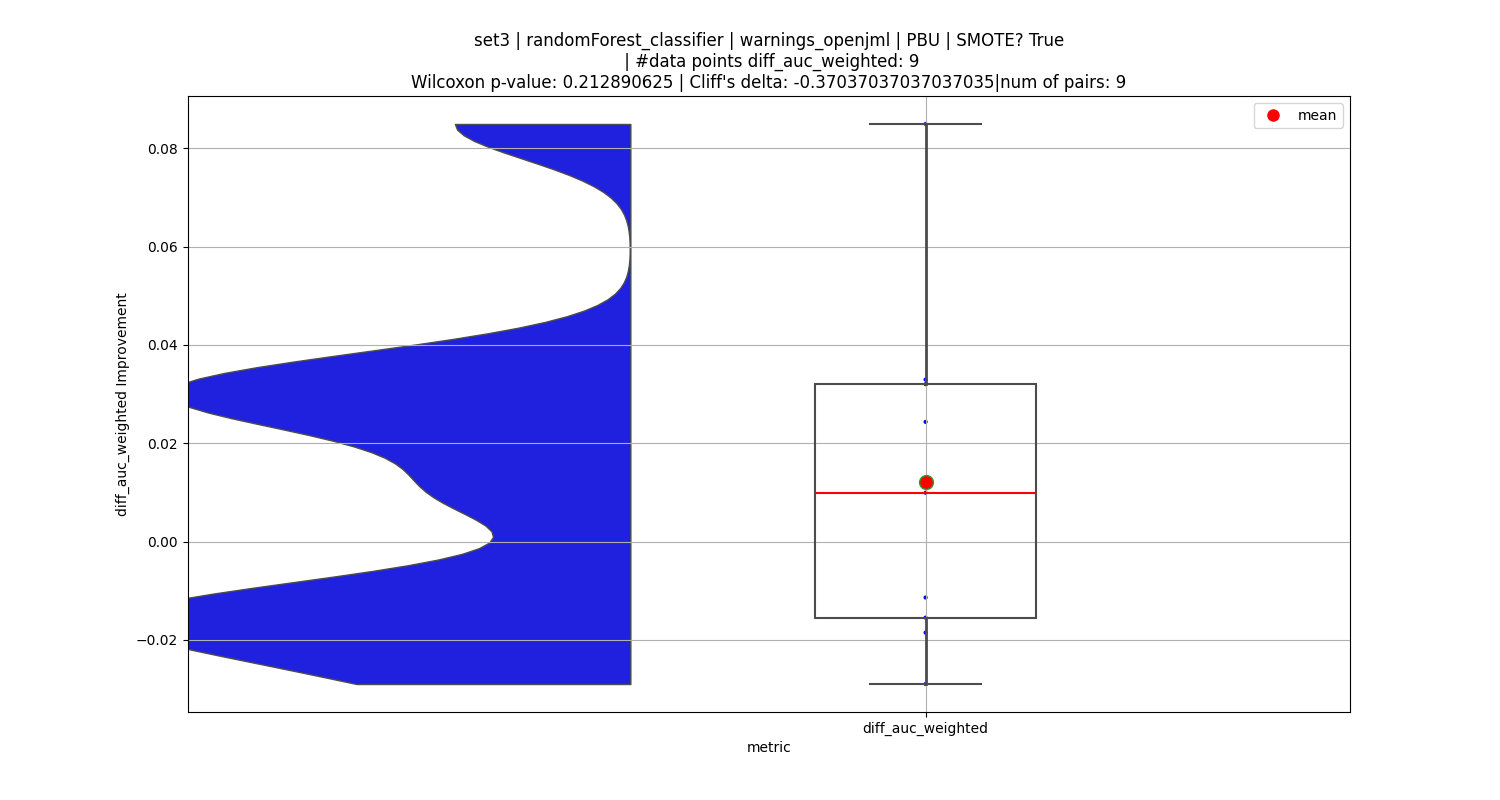 set3 | randomForest_classifier | warnings_openjml | PBU | SMOTE? True
| #data points diff_auc_weighted: 9
Wilcoxon p-value: 0.212890625 | Cliff's delta: -0.37037037037037035|num of pairs: 9
mean
0.08
0.06
0.04
0.02
0.00
−0.02
diff_auc_weighted Improvement
diff_auc_weighted
metric